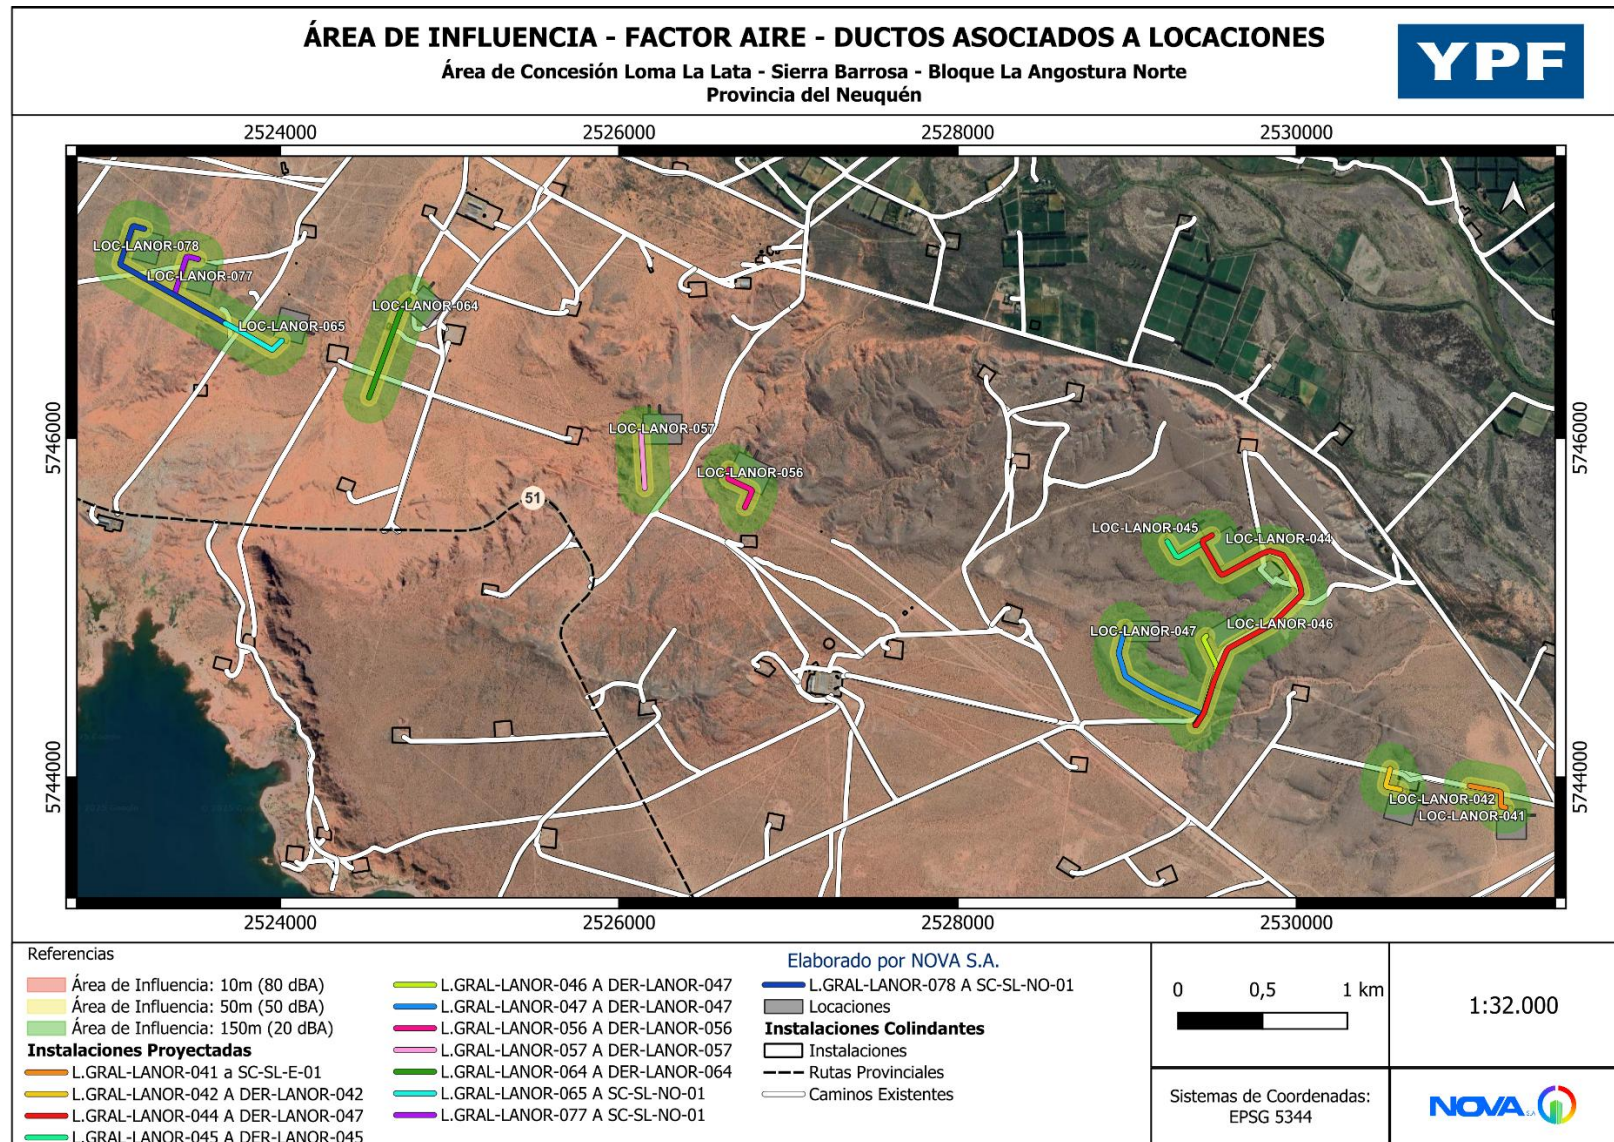 ÁREA DE INFLUENCIA - FACTOR AIRE - DUCTOS ASOCIADOS A LOCACIONES
Área de Concesión Loma La Lata - Sierra Barrosa - Bloque La Angostura Norte
Provincia del Neuquén
YPF
2524000
2526000
2528000
2530000
LOC-LANOR-078
LOC-LANOR-077
LOC-LANOR-064
LOC-LANOR-065
5746000
5746000
LOC-LANOR-057
LOC-LANOR-056
51
LOC-LANOR-045
LOC-LANOR-044
LOC-LANOR-047
LOC-LANOR-046
5744000
5744000
LOC-LANOR-042
LOC-LANOR-041
2524000
2526000
2528000
2530000
Referencias
Área de Influencia: 10m (80 dBA)
Área de Influencia: 50m (50 dBA)
Área de Influencia: 150m (20 dBA)
Instalaciones Proyectadas
L.GRAL-LANOR-041 a SC-SL-E-01
L.GRAL-LANOR-042 A DER-LANOR-042
L.GRAL-LANOR-044 A DER-LANOR-047
L.GRAL-LANOR-045 A DER-LANOR-045
L.GRAL-LANOR-046 A DER-LANOR-047
L.GRAL-LANOR-047 A DER-LANOR-047
L.GRAL-LANOR-056 A DER-LANOR-056
L.GRAL-LANOR-057 A DER-LANOR-057
L.GRAL-LANOR-064 A DER-LANOR-064
L.GRAL-LANOR-065 A SC-SL-NO-01
L.GRAL-LANOR-077 A SC-SL-NO-01
Elaborado por NOVA S.A.
L.GRAL-LANOR-078 A SC-SL-NO-01
Locaciones
Instalaciones Colindantes
Instalaciones
Rutas Provinciales
Caminos Existentes
0 0,5 1 km
1:32.000
Sistemas de Coordenadas:
EPSG 5344
NOVA S.A